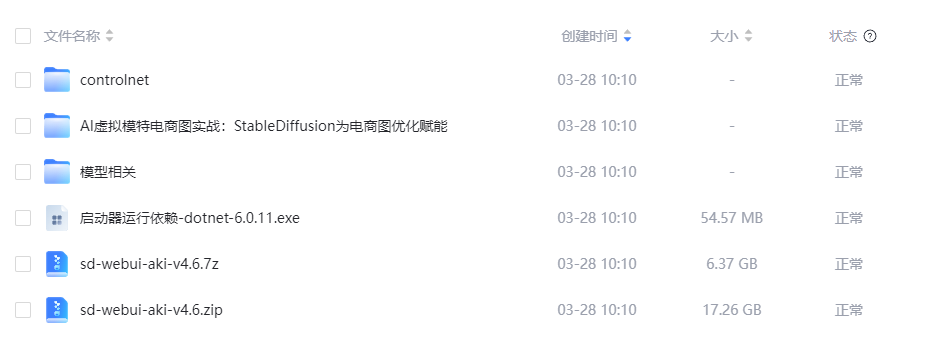 文件名称 创建时间 大小 状态
controlnet 03-28 10:10 - 正常
AI虚拟模特电商图实战：StableDiffusion为电商图优化赋能 03-28 10:10 - 正常
模型相关 03-28 10:10 - 正常
启动器运行依赖-dotnet-6.0.11.exe 03-28 10:10 54.57 MB 正常
sd-webui-aki-v4.6.7z 03-28 10:10 6.37 GB 正常
sd-webui-aki-v4.6.zip 03-28 10:10 17.26 GB 正常